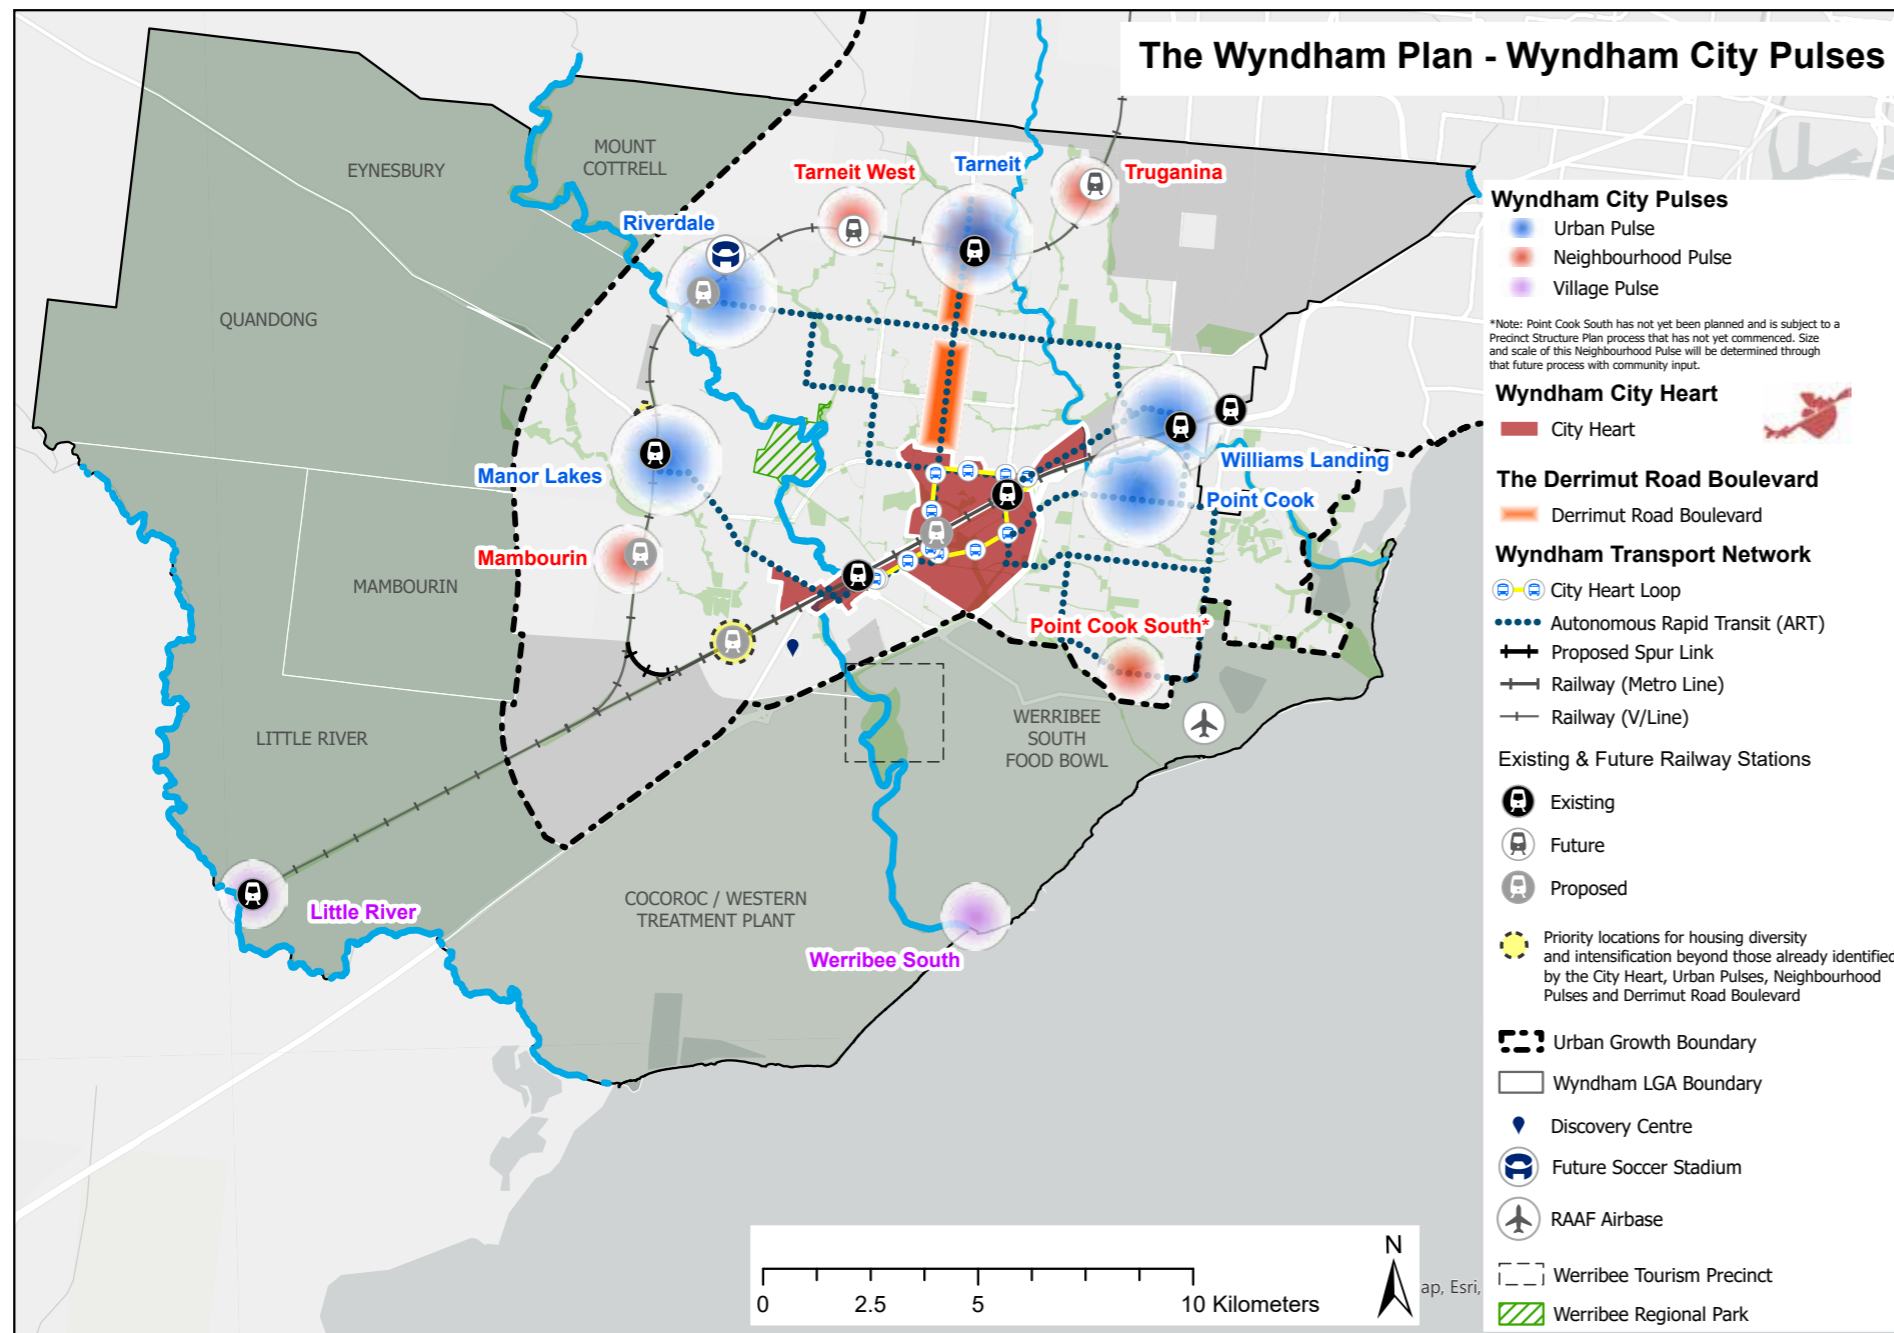 The Wyndham Plan - Wyndham City Pulses
MOUNT
COTTRELL
EYNESBURY
Tarneit West
Tarneit
Truganina
Riverdale
QUANDONG
Manor Lakes
Williams Landing
Point Cook
Mambourin
MAMBOURIN
Point Cook South*
LITTLE RIVER
WERRIBEE
SOUTH
FOOD BOWL
Little River
COCOROC / WESTERN
TREATMENT PLANT
Werribee South
Wyndham City Pulses
Urban Pulse
Neighbourhood Pulse
Village Pulse
*Note: Point Cook South has not yet been planned and is subject to a
Precinct Structure Plan process that has not yet commenced. Size
and scale of this Neighbourhood Pulse will be determined through
that future process with community input.
Wyndham City Heart
City Heart
The Derrimut Road Boulevard
Derrimut Road Boulevard
Wyndham Transport Network
City Heart Loop
Autonomous Rapid Transit (ART)
Proposed Spur Link
Railway (Metro Line)
Railway (V/Line)
Existing & Future Railway Stations
Existing
Future
Proposed
Priority locations for housing diversity
and intensification beyond those already identified
by the City Heart, Urban Pulses, Neighbourhood
Pulses and Derrimut Road Boulevard
Urban Growth Boundary
Wyndham LGA Boundary
Discovery Centre
Future Soccer Stadium
RAAF Airbase
Werribee Tourism Precinct
Werribee Regional Park
N
0 2.5 5 10 Kilometers
ap, Esri,